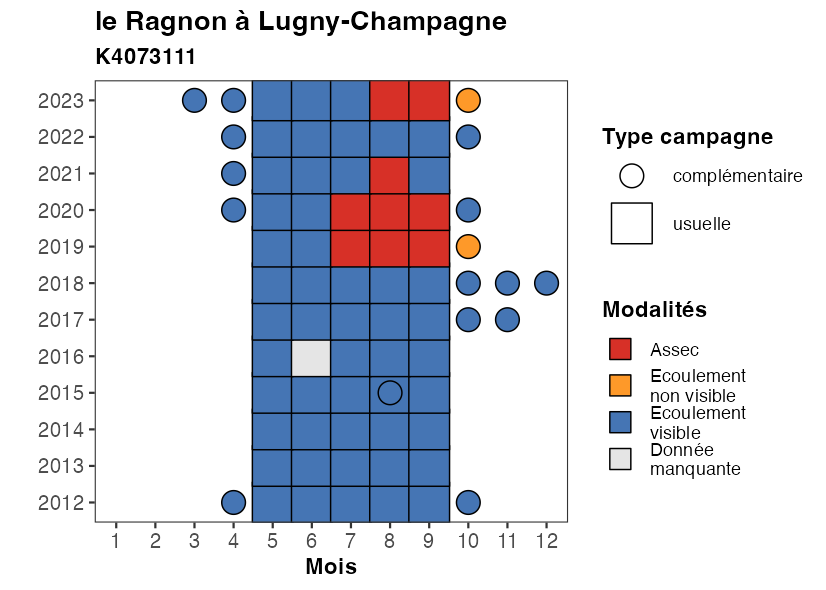 le Ragnon à Lugny-Champagne
K4073111
2023
2022
2021
2020
2019
2018
2017
2016
2015
2014
2013
2012
1 2 3 4 5 6 7 8 9 10 11 12
Mois
Type campagne
complémentaire
usuelle
Modalités
Assec
Ecoulement
non visible
Ecoulement
visible
Donnée
manquante